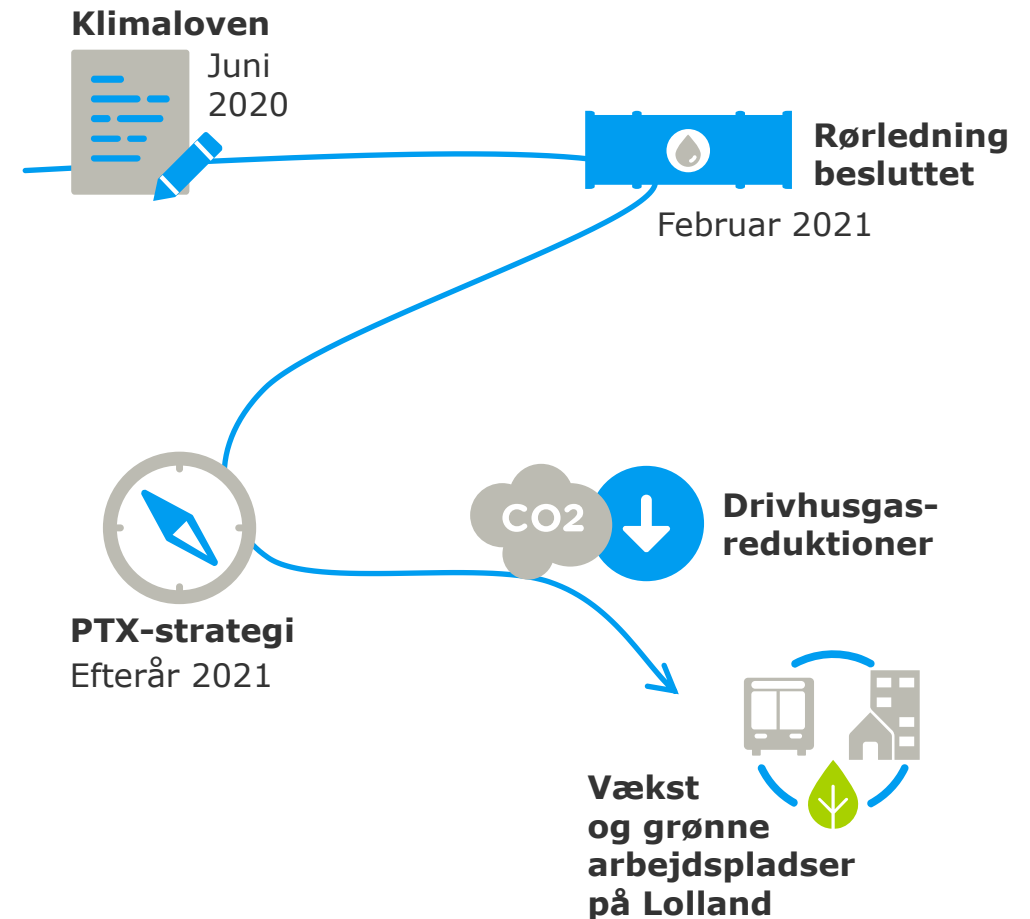 Klimaloven
Juni
2020
Rørledning
besluttet
Februar 2021
PTX-strategi
Efterår 2021
CO2
Drivhusgas-
reduktioner
Vækst
og grønne
arbejdspladser
på Lolland